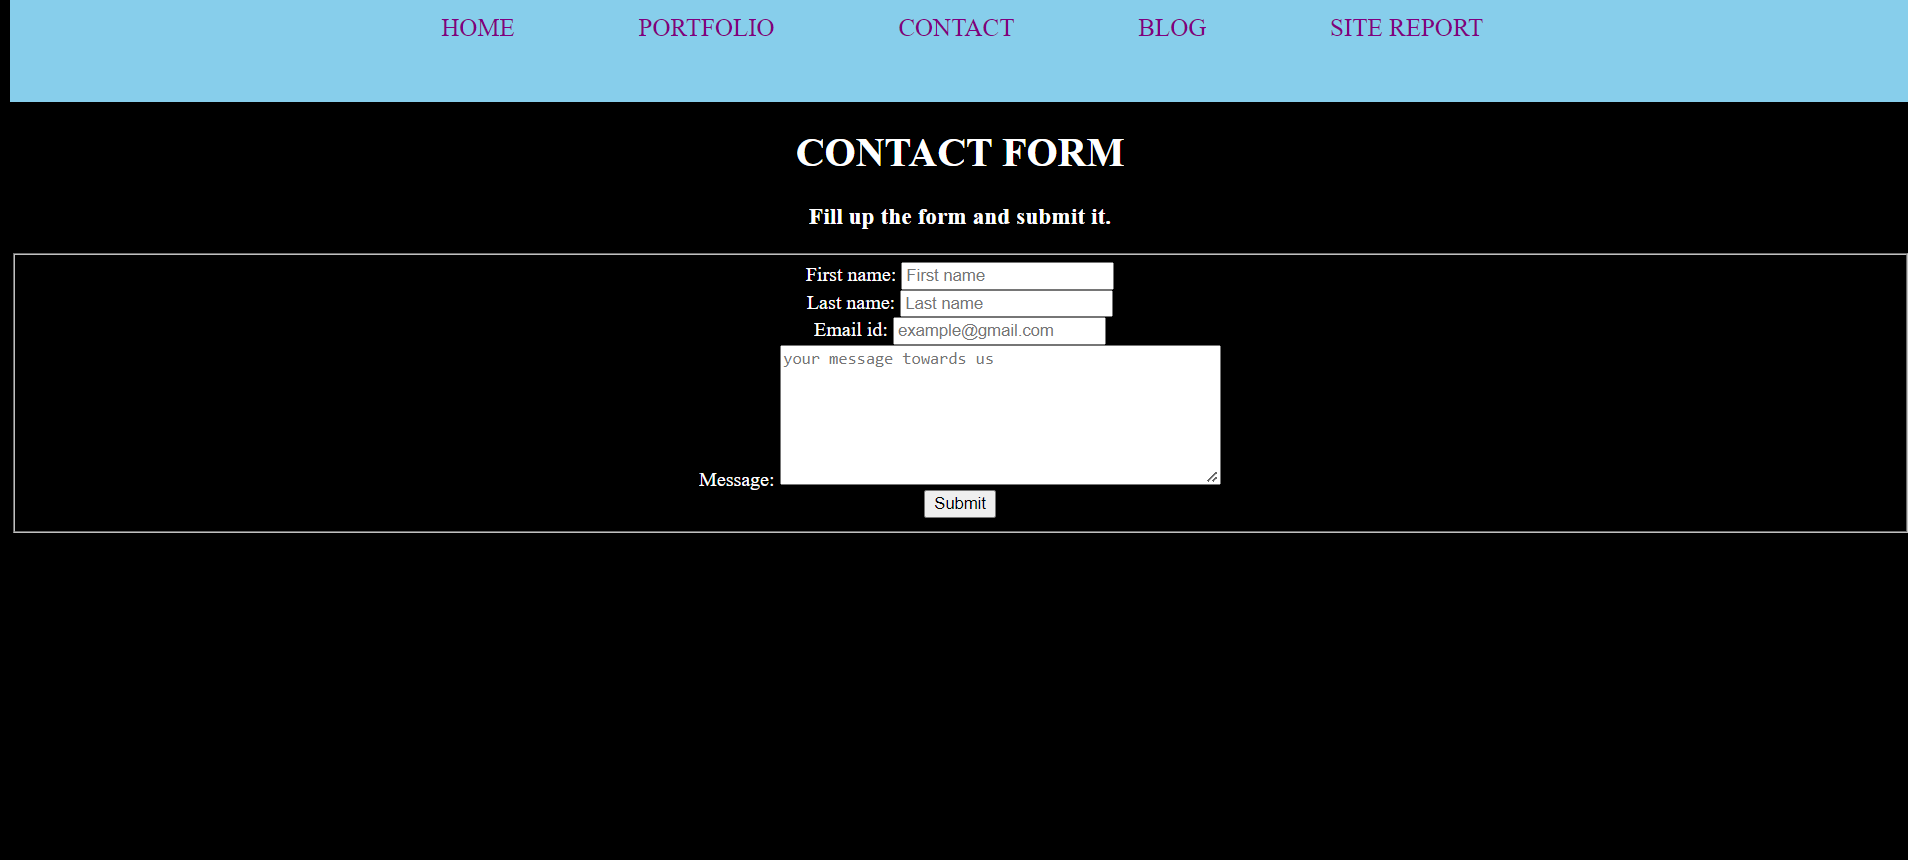 HOME PORTFOLIO CONTACT BLOG SITE REPORT
CONTACT FORM
Fill up the form and submit it.
First name: First name
Last name: Last name
Email id: example@gmail.com
your message towards us
Message:
Submit